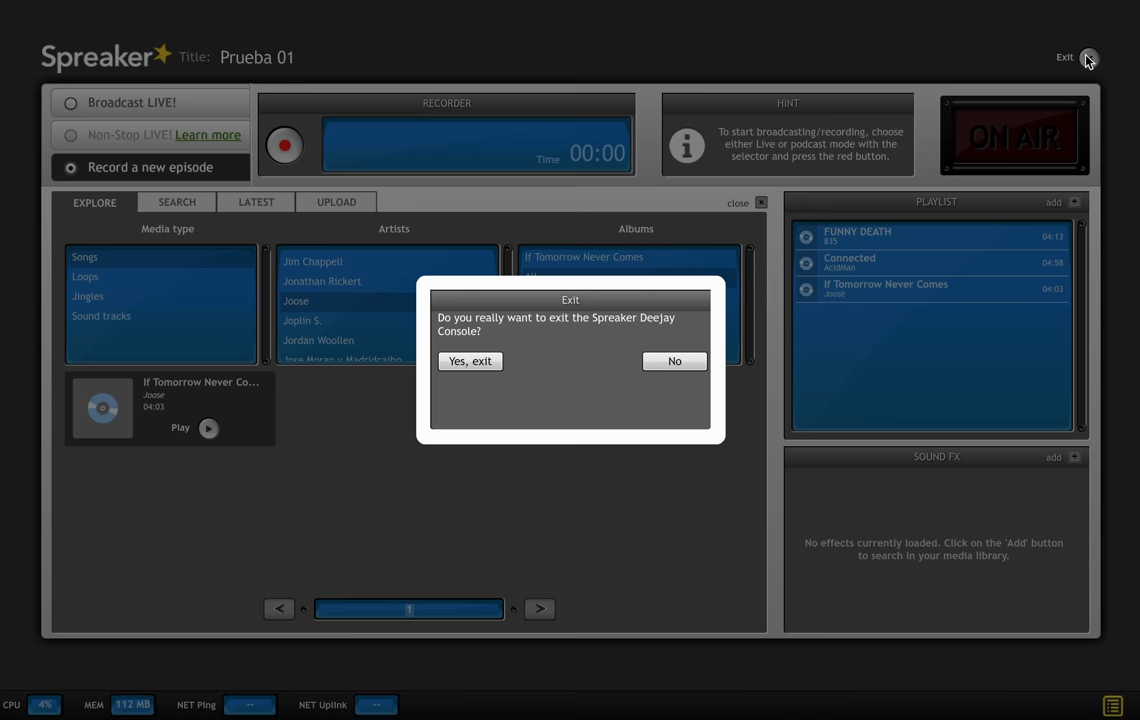 Spreaker Title: Prueba 01
Exit
Broadcast LIVE!
Non-Stop LIVE! Learn more
Record a new episode
RECORDER
Time 00:00
HINT
To start broadcasting/recording, choose
either Live or podcast mode with the
selector and press the red button.
ON AIR
EXPLORE
SEARCH
LATEST
UPLOAD
close
Media type
Artists
Albums
Songs
Loops
Jingles
Sound tracks
Jim Chappell
Jonathan Rickert
Joose
Joplin S.
Jordan Woollen
Jose Moran y Madridcaibo
If Tomorrow Never Comes
If Tomorrow Never Co...
Joose
04:03
Play
<
1
>
Exit
Do you really want to exit the Spreaker Deejay
Console?
Yes, exit
No
PLAYLIST
add
FUNNY DEATH
835
04:13
Connected
AcidMan
04:58
If Tomorrow Never Comes
Joose
04:03
SOUND FX
add
No effects currently loaded. Click on the 'Add' button
to search in your media library.
CPU 4% MEM 112 MB NET Ping -- NET Uplink --